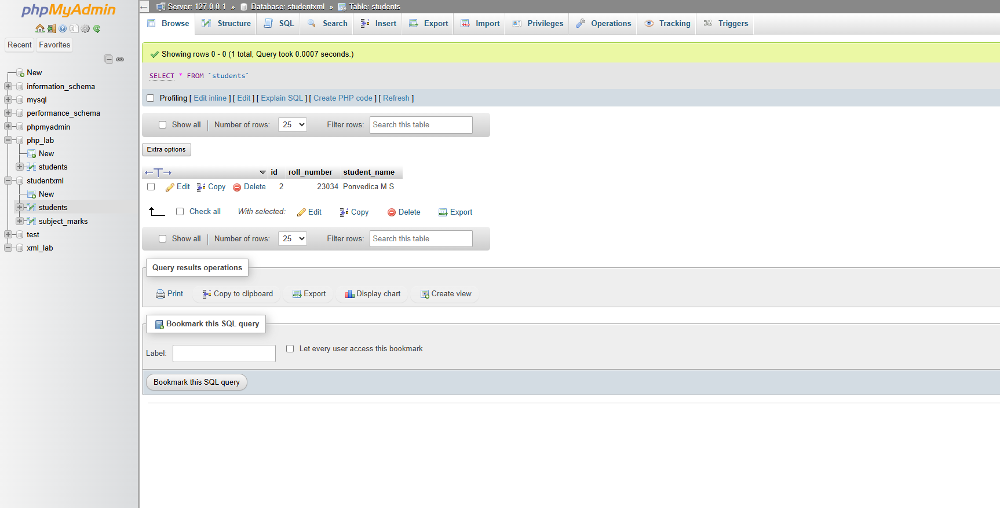 phpMyAdmin
Recent Favorites
New
information_schema
mysql
performance_schema
phpmyadmin
php_lab
New
students
studentxml
New
students
subject_marks
test
xml_lab
Server: 127.0.0.1 » Database: studentxml » Table: students
Browse Structure SQL Search Insert Export Import Privileges Operations Tracking Triggers
Showing rows 0 - 0 (1 total, Query took 0.0007 seconds.)
SELECT * FROM `students`
Profiling [ Edit inline ] [ Edit ] [ Explain SQL ] [ Create PHP code ] [ Refresh ]
Show all Number of rows: 25 Filter rows: Search this table
Extra options
id roll_number student_name
Edit Copy Delete 2 23034 Ponvedica M S
Check all With selected: Edit Copy Delete Export
Show all Number of rows: 25 Filter rows: Search this table
Query results operations
Print Copy to clipboard Export Display chart Create view
Bookmark this SQL query
Label: Let every user access this bookmark
Bookmark this SQL query